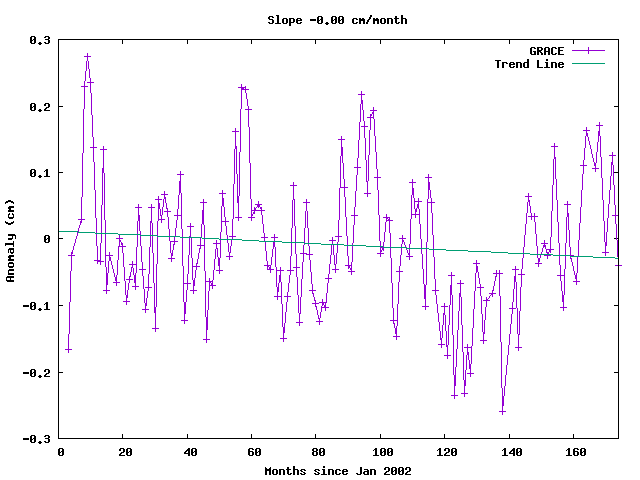 Slope -0.00 cm/month
GRACE
Trend Line
0.3
0.2
0.1
0
-0.1
-0.2
-0.3
Anomaly (cm)
0 20 40 60 80 100 120 140 160
Months since Jan 2002